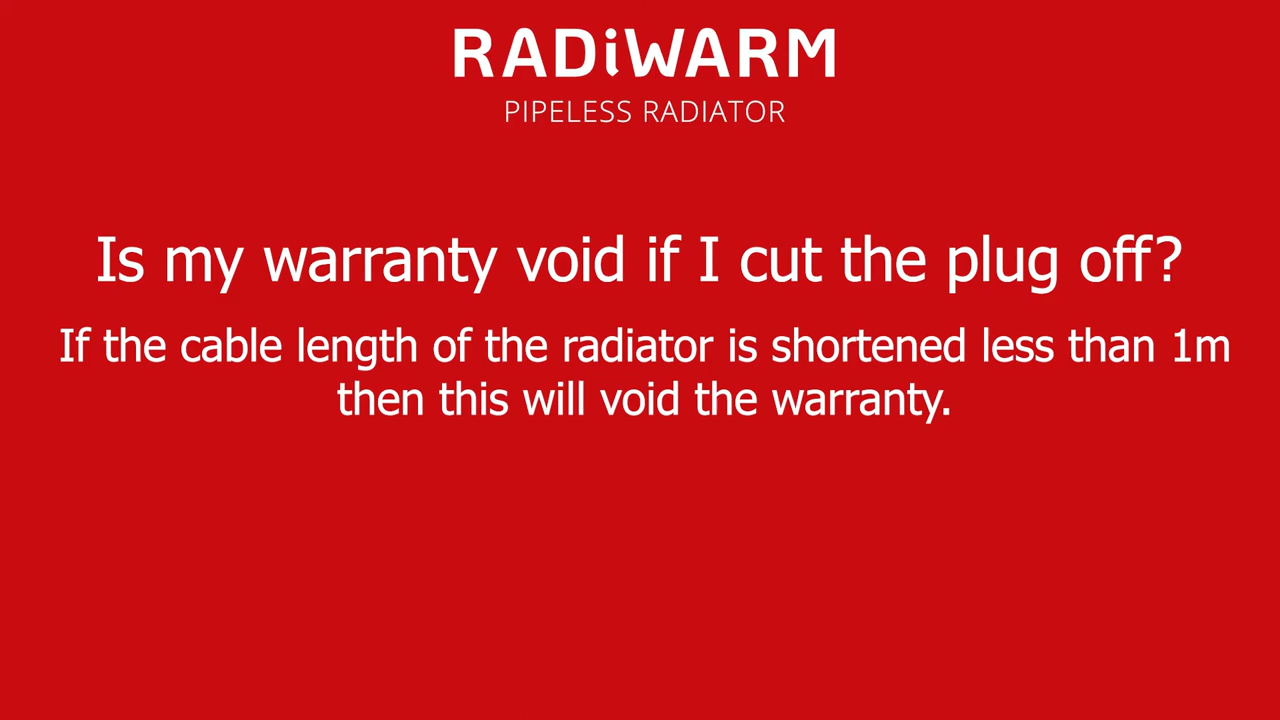 RADiWARM
PIPELESS RADIATOR
Is my warranty void if I cut the plug off?
If the cable length of the radiator is shortened less than 1m
then this will void the warranty.